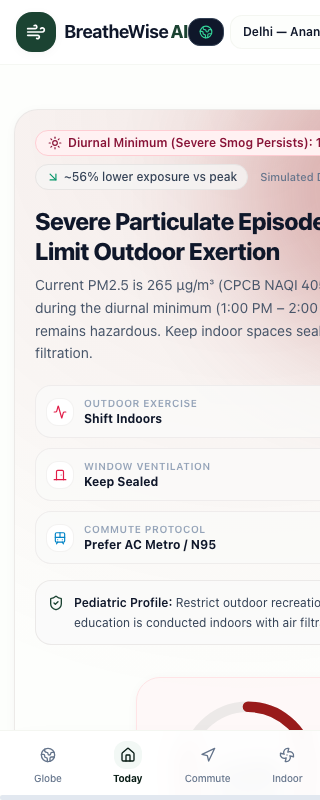 BreatheWise AI
Delhi — Anan
Diurnal Minimum (Severe Smog Persists): 1
~56% lower exposure vs peak
Simulated D
Severe Particulate Episode
Limit Outdoor Exertion
Current PM2.5 is 265 µg/m³ (CPCB NAQI 40
during the diurnal minimum (1:00 PM – 2:00
remains hazardous. Keep indoor spaces seal
filtration.
OUTDOOR EXERCISE
Shift Indoors
WINDOW VENTILATION
Keep Sealed
COMMUTE PROTOCOL
Prefer AC Metro / N95
Pediatric Profile: Restrict outdoor recreatio
education is conducted indoors with air filtr
Globe
Today
Commute
Indoor